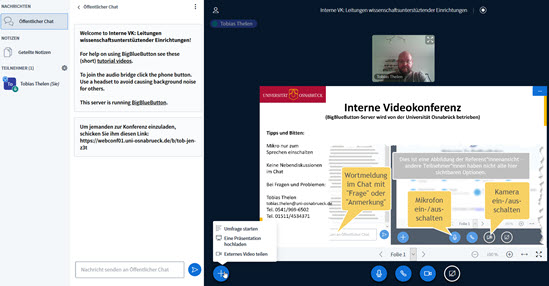 NACHRICHTEN
Öffentlicher Chat
NOTIZEN
Geteilte Notizen
TEILNEHMER (1)
To
Tobias Thelen (Sie)
Öffentlicher Chat
Welcome to Interne VK: Leitungen
wissenschaftsunterstützender Einrichtungen!
For help on using BigBlueButton see these
(short) tutorial videos.
To join the audio bridge click the phone button.
Use a headset to avoid causing background noise
for others.
This server is running BigBlueButton.
Um jemanden zur Konferenz einzuladen,
schicken Sie ihm diesen Link:
https://webconf01.uni-osnabrueck.de/b/tob-jen-
z3t
Nachricht senden an Öffentlicher Chat
Interne VK: Leitungen wissenschaftsunterstützender Einrichtungen
Tobias Thelen
Tobias Thelen
UNIVERSITÄT OSNABRÜCK
Interne Videokonferenz
(BigBlueButton-Server wird von der Universität Osnabrück betrieben)
Tipps und Bitten:
Mikro nur zum
Sprechen einschalten
Keine Nebendiskussionen
im Chat
Bei Fragen und Problemen:
Tobias Thelen
tobias.thelen@uni-osnabrueck.de
Tel. 0541/969-6502
Tel. 01511/4534371
Wortmeldung
im Chat mit
"Frage" oder
"Anmerkung"
Dies ist eine Abbildung der Referent*innenansicht -
andere Teilnehmer*innen haben nicht alle hier
sichtbaren Optionen.
Mikrofon
ein-/aus-
schalten
Kamera
ein-/aus-
schalten
Umfrage starten
Eine Präsentation
hochladen
Externes Video teilen
Folie 1
100%